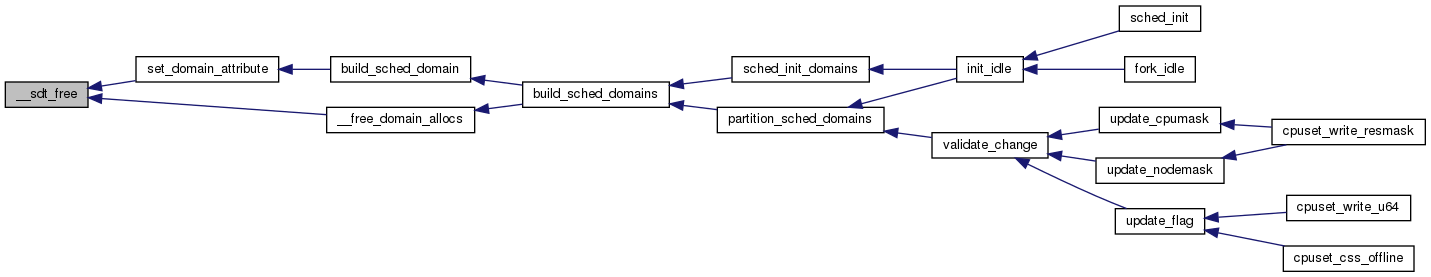 __sdt_free
set_domain_attribute
build_sched_domain
__free_domain_allocs
build_sched_domains
sched_init_domains
partition_sched_domains
init_idle
sched_init
fork_idle
validate_change
update_cpumask
update_nodemask
cpuset_write_resmask
update_flag
cpuset_write_u64
cpuset_css_offline